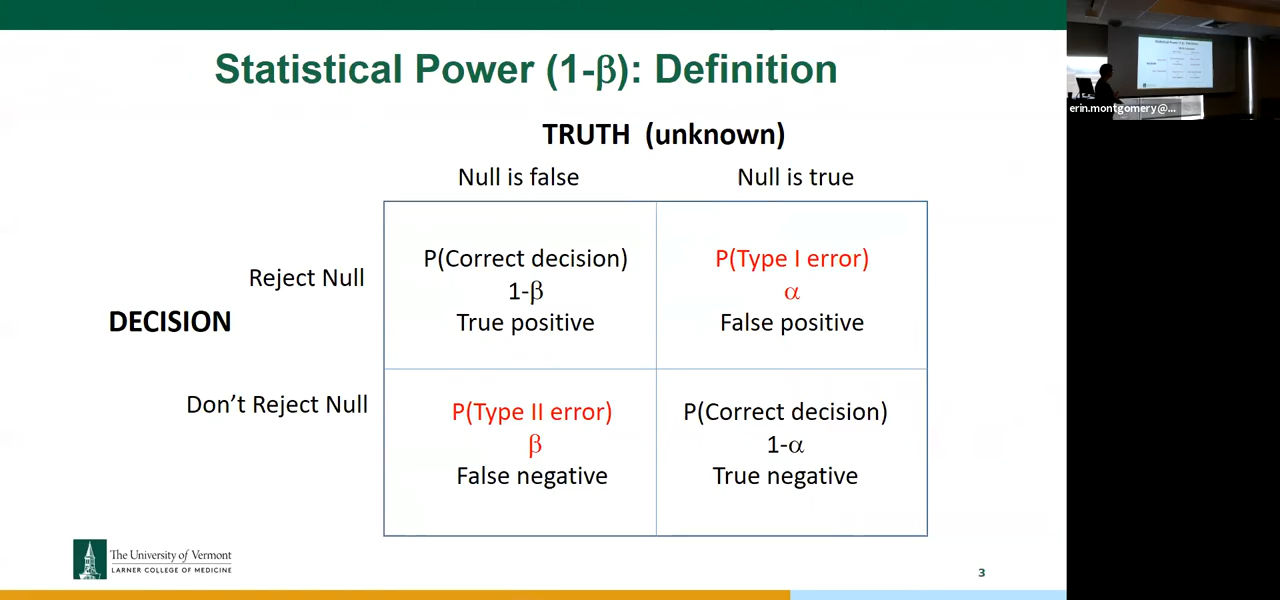 Statistical Power (1-β): Definition
TRUTH (unknown)
Null is false
Null is true
Reject Null
P(Correct decision)
1-β
True positive
P(Type I error)
α
False positive
DECISION
Don’t Reject Null
P(Type II error)
β
False negative
P(Correct decision)
1-α
True negative
The University of Vermont
LARNER COLLEGE OF MEDICINE
3
erin.montgomery@...